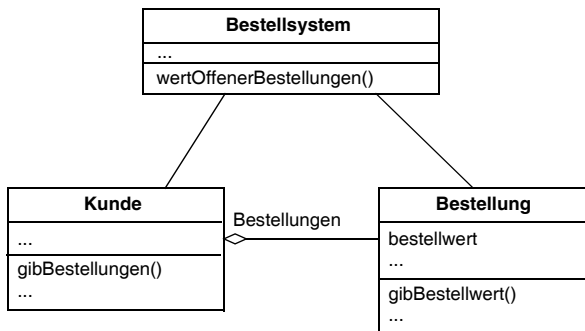 Bestellsystem
...
wertOffenerBestellungen()
Kunde
...
gibBestellungen()
...
Bestellungen
Bestellung
bestellwert
...
gibBestellwert()
...